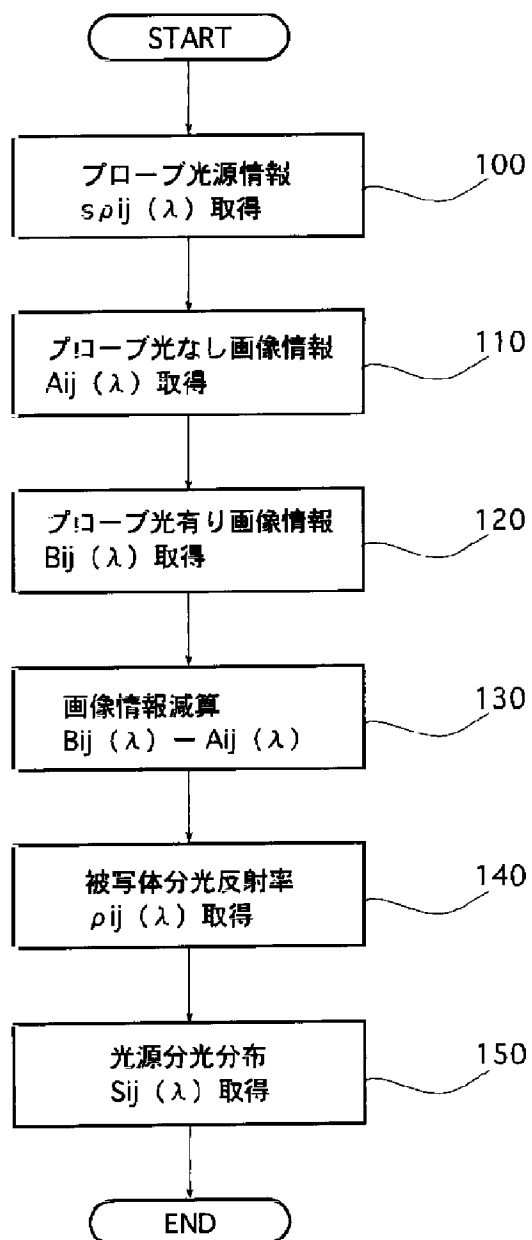 START
プローブ光源情報
sρij (λ) 取得
100
プローブ光なし画像情報
Aij (λ) 取得
110
プローブ光有り画像情報
Bij (λ) 取得
120
画像情報減算
Bij (λ) − Aij (λ)
130
被写体分光反射率
ρij (λ) 取得
140
光源分光分布
Sij (λ) 取得
150
END